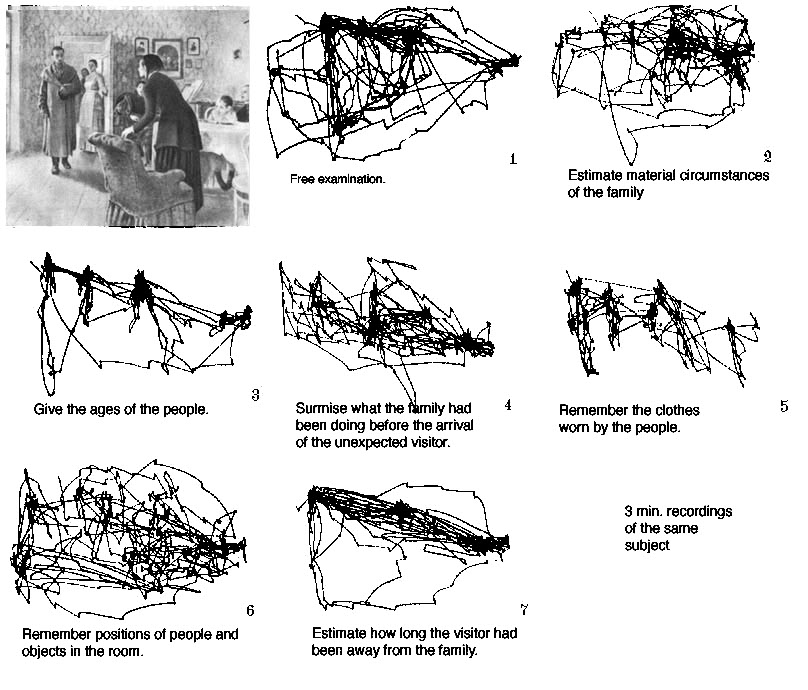 1
Free examination.
2
Estimate material circumstances
of the family
3
Give the ages of the people.
4
Surmise what the family had
been doing before the arrival
of the unexpected visitor.
5
Remember the clothes
worn by the people.
6
Remember positions of people and
objects in the room.
7
Estimate how long the visitor had
been away from the family.
3 min. recordings
of the same
subject